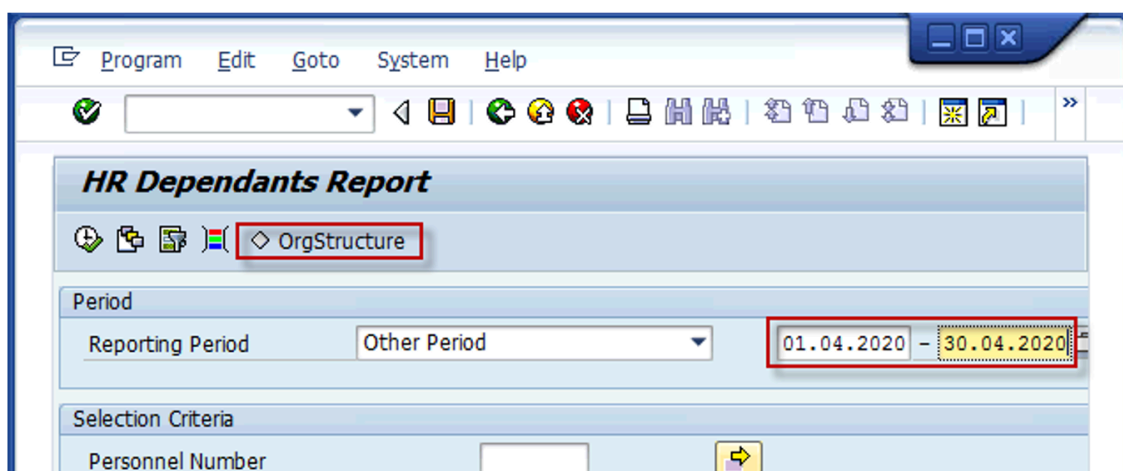 Program Edit Goto System Help
HR Dependants Report
OrgStructure
Period
Reporting Period Other Period 01.04.2020 - 30.04.2020
Selection Criteria
Personnel Number